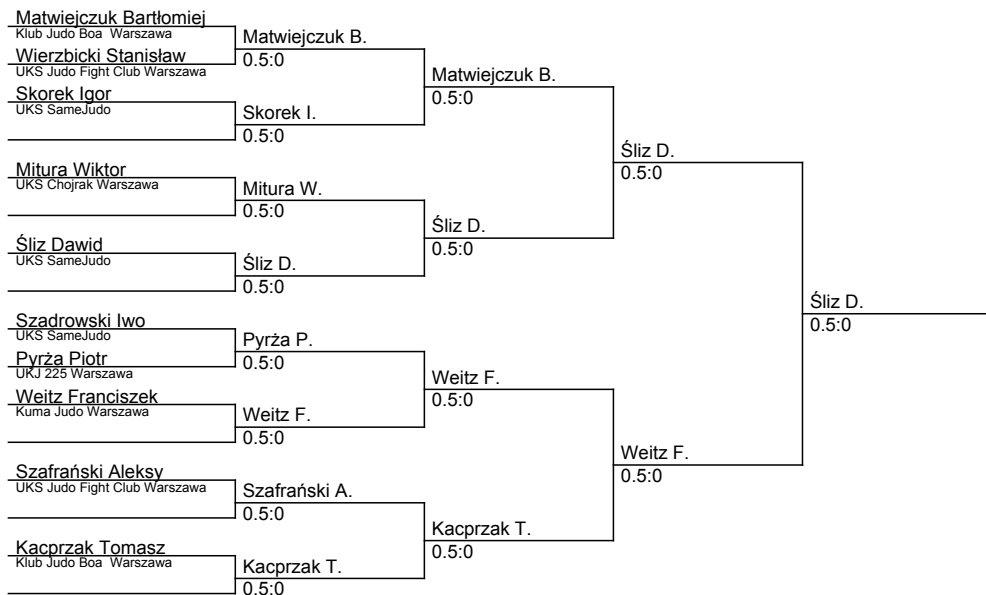 Matwiejczuk Bartłomiej
Klub Judo Boa  Warszawa
Wierzbicki Stanisław
UKS Judo Fight Club Warszawa
Skorek Igor
UKS SameJudo
Mitura Wiktor
UKS Chojrak Warszawa
Śliz Dawid
UKS SameJudo
Szadrowski Iwo
UKS SameJudo
Pyrża Piotr
UKJ 225 Warszawa
Weitz Franciszek
Kuma Judo Warszawa
Szafrański Aleksy
UKS Judo Fight Club Warszawa
Kacprzak Tomasz
Klub Judo Boa  Warszawa
Matwiejczuk B.
0.5:0
Skorek I.
0.5:0
Mitura W.
0.5:0
Śliz D.
0.5:0
Pyrża P.
0.5:0
Weitz F.
0.5:0
Szafrański A.
0.5:0
Kacprzak T.
0.5:0
Matwiejczuk B.
0.5:0
Śliz D.
0.5:0
Weitz F.
0.5:0
Kacprzak T.
0.5:0
Śliz D.
0.5:0
Weitz F.
0.5:0
Śliz D.
0.5:0